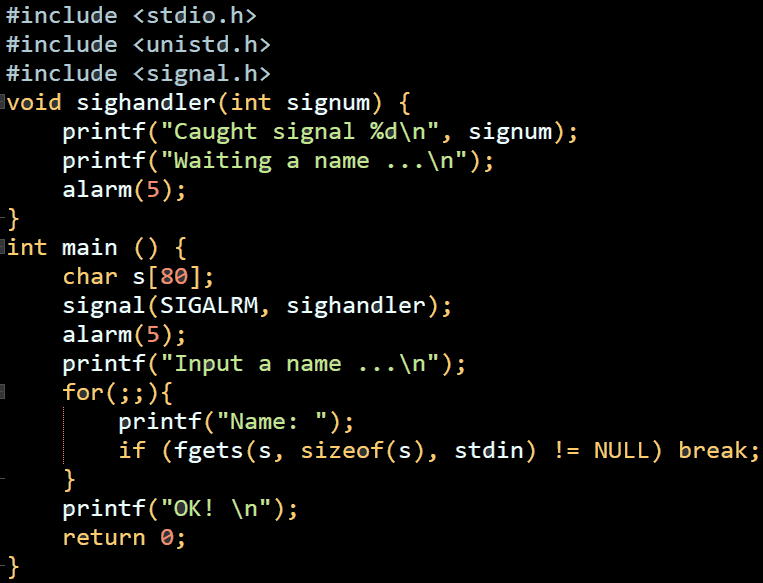 #include <stdio.h>
#include <unistd.h>
#include <signal.h>
void sighandler(int signum) {
    printf("Caught signal %d\n", signum);
    printf("Waiting a name ...\n");
    alarm(5);
}
int main () {
    char s[80];
    signal(SIGALRM, sighandler);
    alarm(5);
    printf("Input a name ...\n");
    for(;;){
        printf("Name: ");
        if (fgets(s, sizeof(s), stdin) != NULL) break;
    }
    printf("OK! \n");
    return 0;
}